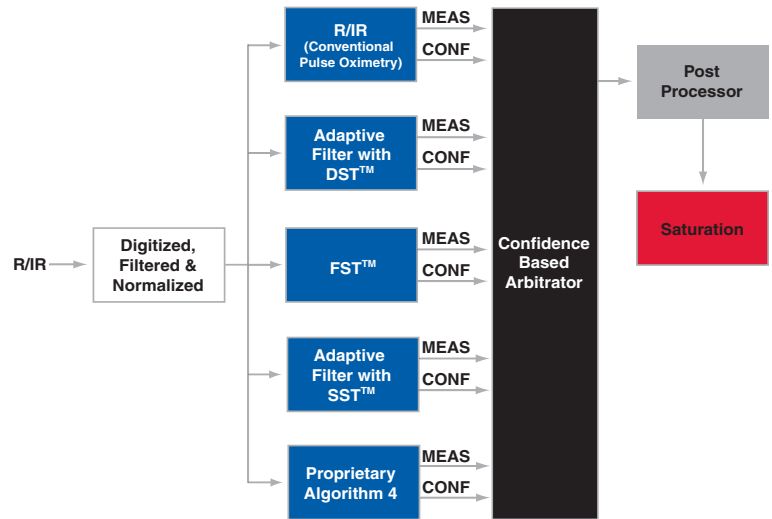 R/IR
Digitized,
Filtered &
Normalized
R/IR
(Conventional
Pulse Oximetry)
MEAS
CONF
Adaptive
Filter with
DST™
MEAS
CONF
FST™
MEAS
CONF
Adaptive
Filter with
SST™
MEAS
CONF
Proprietary
Algorithm 4
MEAS
CONF
Confidence
Based
Arbitrator
Post
Processor
Saturation